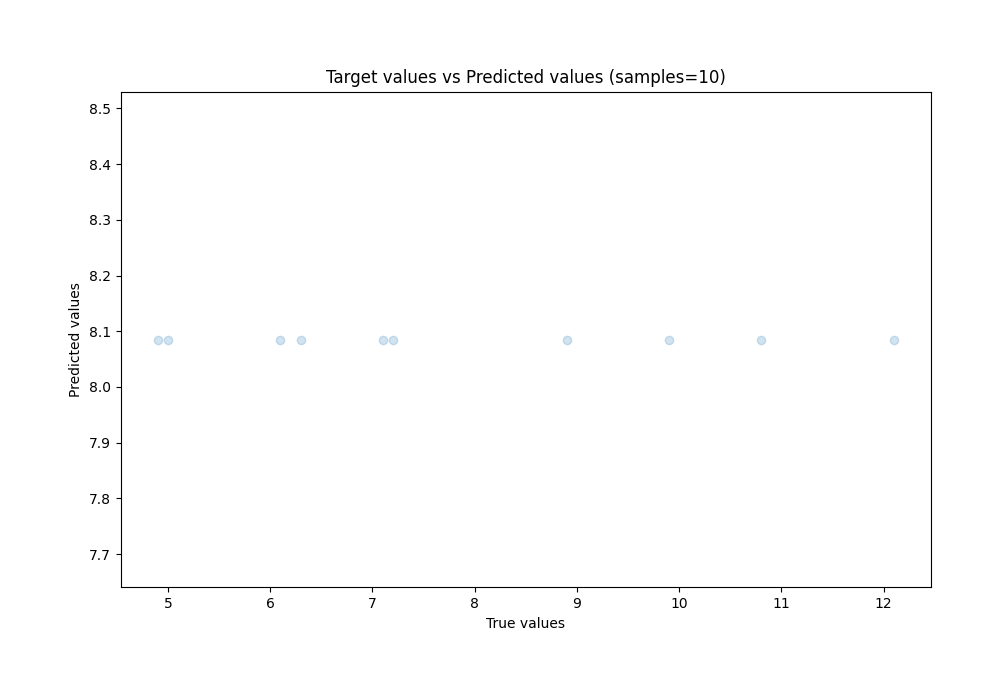 Target values vs Predicted values (samples=10)
8.5
8.4
8.3
8.2
8.1
8.0
7.9
7.8
7.7
Predicted values
5 6 7 8 9 10 11 12
True values